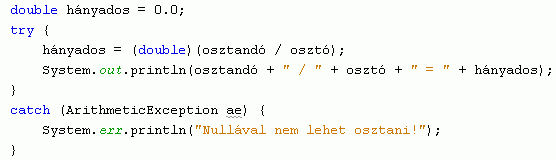 double hányados = 0.0;
try {
    hányados = (double)(osztandó / osztó);
    System.out.println(osztandó + " / " + osztó + " = " + hányados);
}
catch (ArithmeticException ae) {
    System.err.println("Nullával nem lehet osztani!");
}